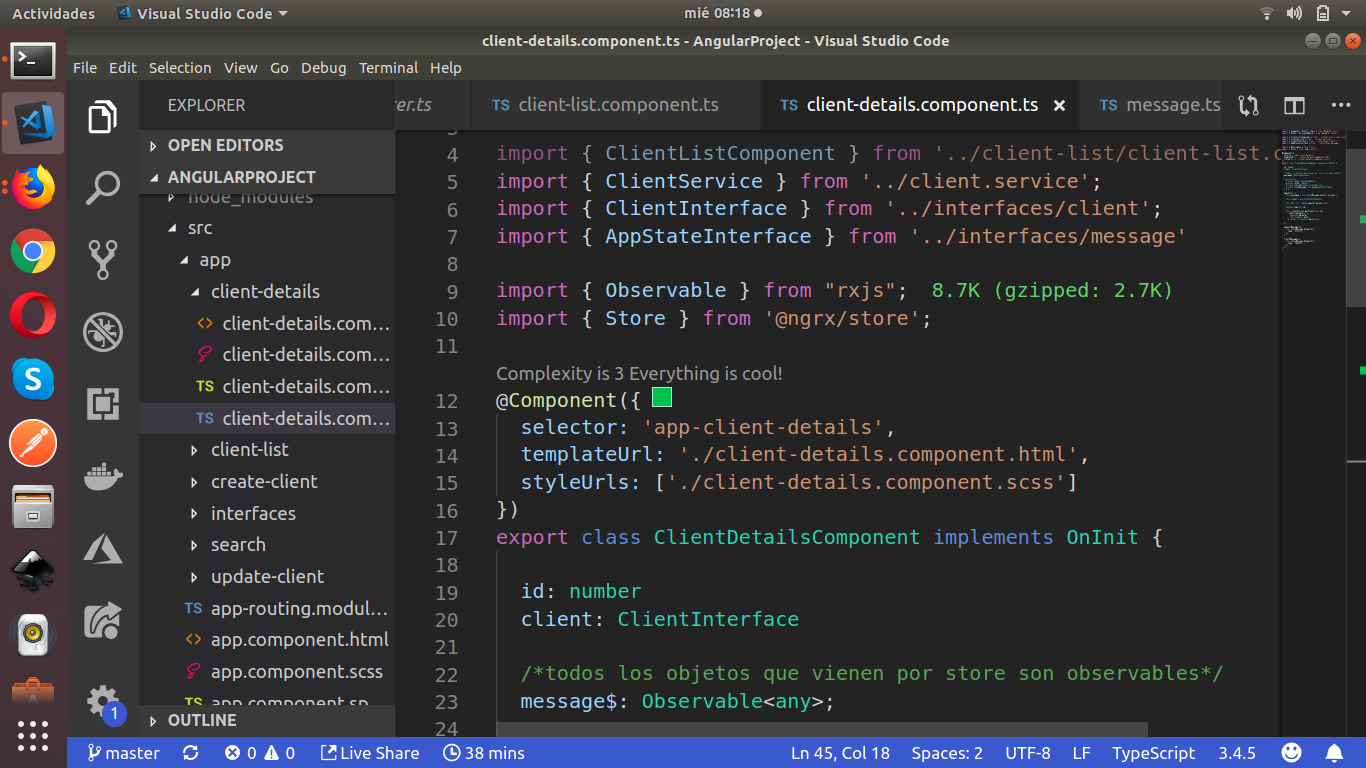 Actividades Visual Studio Code mié 08:18
client-details.component.ts - AngularProject - Visual Studio Code
File Edit Selection View Go Debug Terminal Help
EXPLORER
OPEN EDITORS
ANGULARPROJECT
node_modules
src
app
client-details
client-details.com...
client-details.com...
TS client-details.com...
TS client-details.com...
client-list
create-client
interfaces
search
update-client
TS app-routing.modul...
app.component.html
app.component.scss
TS app.component.sp...
OUTLINE
1
er.ts TS client-list.component.ts TS client-details.component.ts × TS message.ts
3
4 import { ClientListComponent } from '../client-list/client-list.c
5 import { ClientService } from '../client.service';
6 import { ClientInterface } from '../interfaces/client';
7 import { AppStateInterface } from '../interfaces/message'
8
9 import { Observable } from "rxjs"; 8.7K (gzipped: 2.7K)
10 import { Store } from '@ngrx/store';
11
Complexity is 3 Everything is cool!
12 @Component({
13 selector: 'app-client-details',
14 templateUrl: './client-details.component.html',
15 styleUrls: ['./client-details.component.scss']
16 })
17 export class ClientDetailsComponent implements OnInit {
18
19 id: number
20 client: ClientInterface
21
22 /*todos los objetos que vienen por store son observables*/
23 message$: Observable<any>;
24
master 0 0 Live Share 38 mins Ln 45, Col 18 Spaces: 2 UTF-8 LF TypeScript 3.4.5